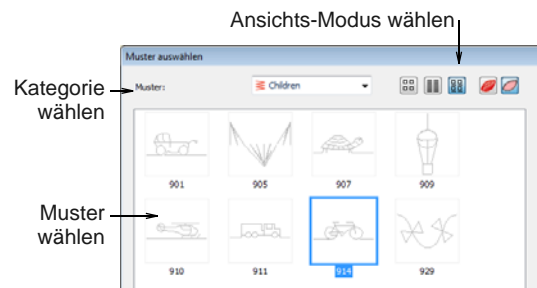 Ansichts-Modus wählen
Muster auswählen
Kategorie
wählen
Muster:
Children
901 905 907 909
Muster
wählen
910 911 914 929